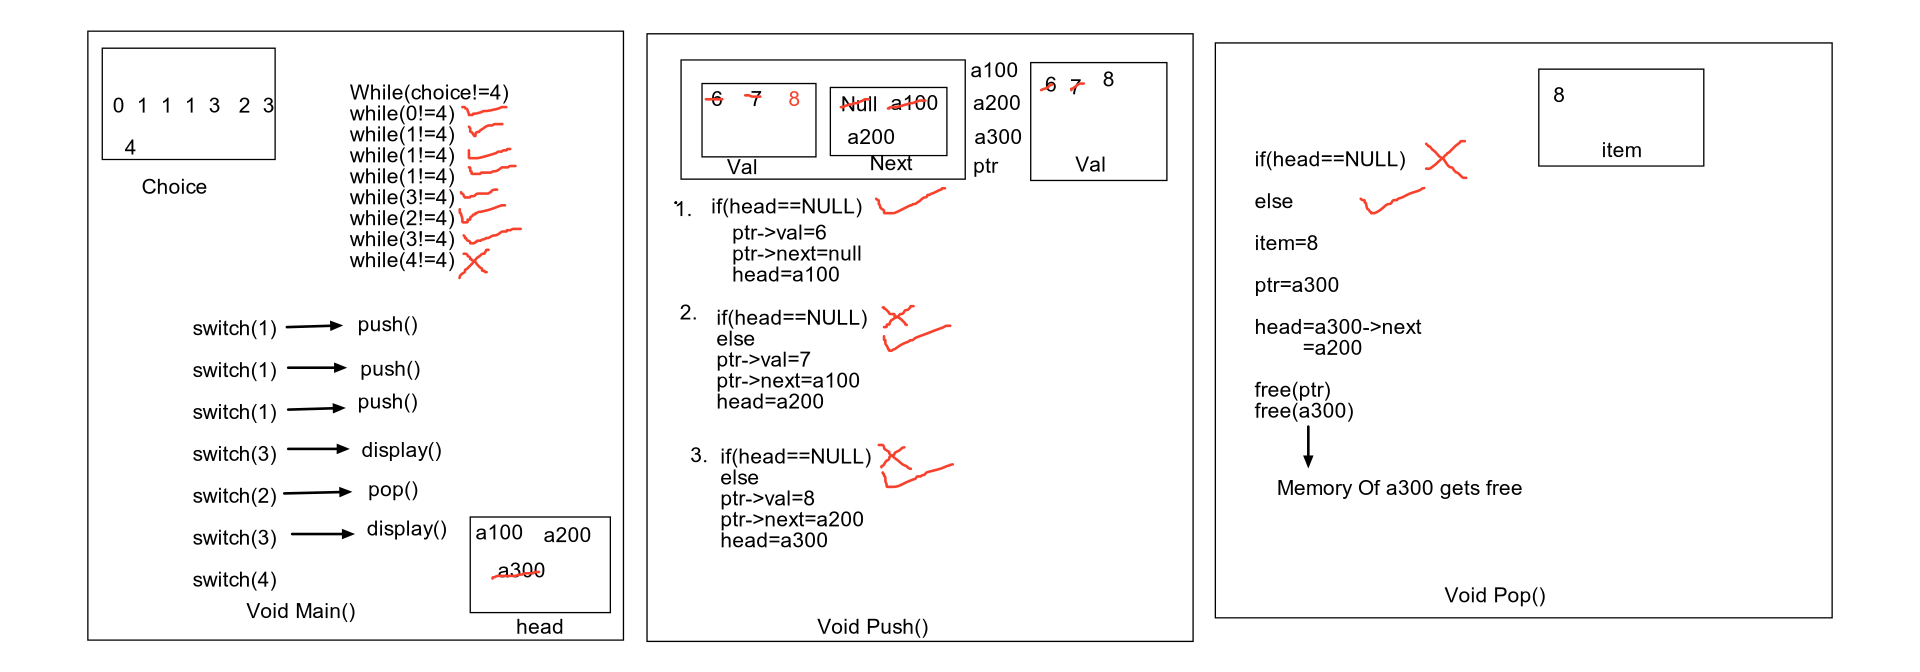 0 1 1 1 3 2 3
4
Choice
While(choice!=4)
while(0!=4)
while(1!=4)
while(1!=4)
while(1!=4)
while(3!=4)
while(2!=4)
while(3!=4)
while(4!=4)
switch(1) push()
switch(1) push()
switch(1) push()
switch(3) display()
switch(2) pop()
switch(3) display()
switch(4)
Void Main()
a100 a200
a300
head
6 7 8
Val
Null a100
a200
Next
a100
a200
a300
ptr
6 7 8
Val
1. if(head==NULL)
ptr->val=6
ptr->next=null
head=a100
2. if(head==NULL)
else
ptr->val=7
ptr->next=a100
head=a200
3. if(head==NULL)
else
ptr->val=8
ptr->next=a200
head=a300
Void Push()
8
item
if(head==NULL)
else
item=8
ptr=a300
head=a300->next
=a200
free(ptr)
free(a300)
Memory Of a300 gets free
Void Pop()